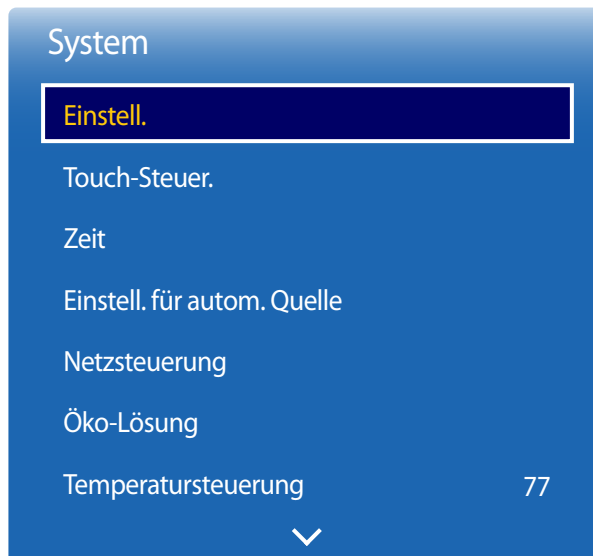 System
Einstell.
Touch-Steuer.
Zeit
Einstell. für autom. Quelle
Netzsteuerung
Öko-Lösung
Temperatursteuerung 77